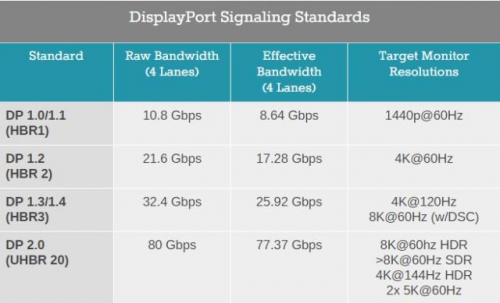 DisplayPort Signaling Standards
Standard
Raw Bandwidth
(4 Lanes)
Effective
Bandwidth
(4 Lanes)
Target Monitor
Resolutions
DP 1.0/1.1
(HBR1)
10.8 Gbps
8.64 Gbps
1440p@60Hz
DP 1.2
(HBR 2)
21.6 Gbps
17.28 Gbps
4K@60Hz
DP 1.3/1.4
(HBR3)
32.4 Gbps
25.92 Gbps
4K@120Hz
8K@60Hz (w/DSC)
DP 2.0
(UHBR 20)
80 Gbps
77.37 Gbps
8K@60hz HDR
>8K@60Hz SDR
4K@144Hz HDR
2x 5K@60Hz